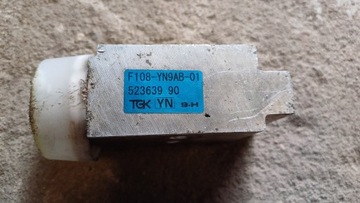 F108-YN9AB-01
523639 90
TGK YN S-H